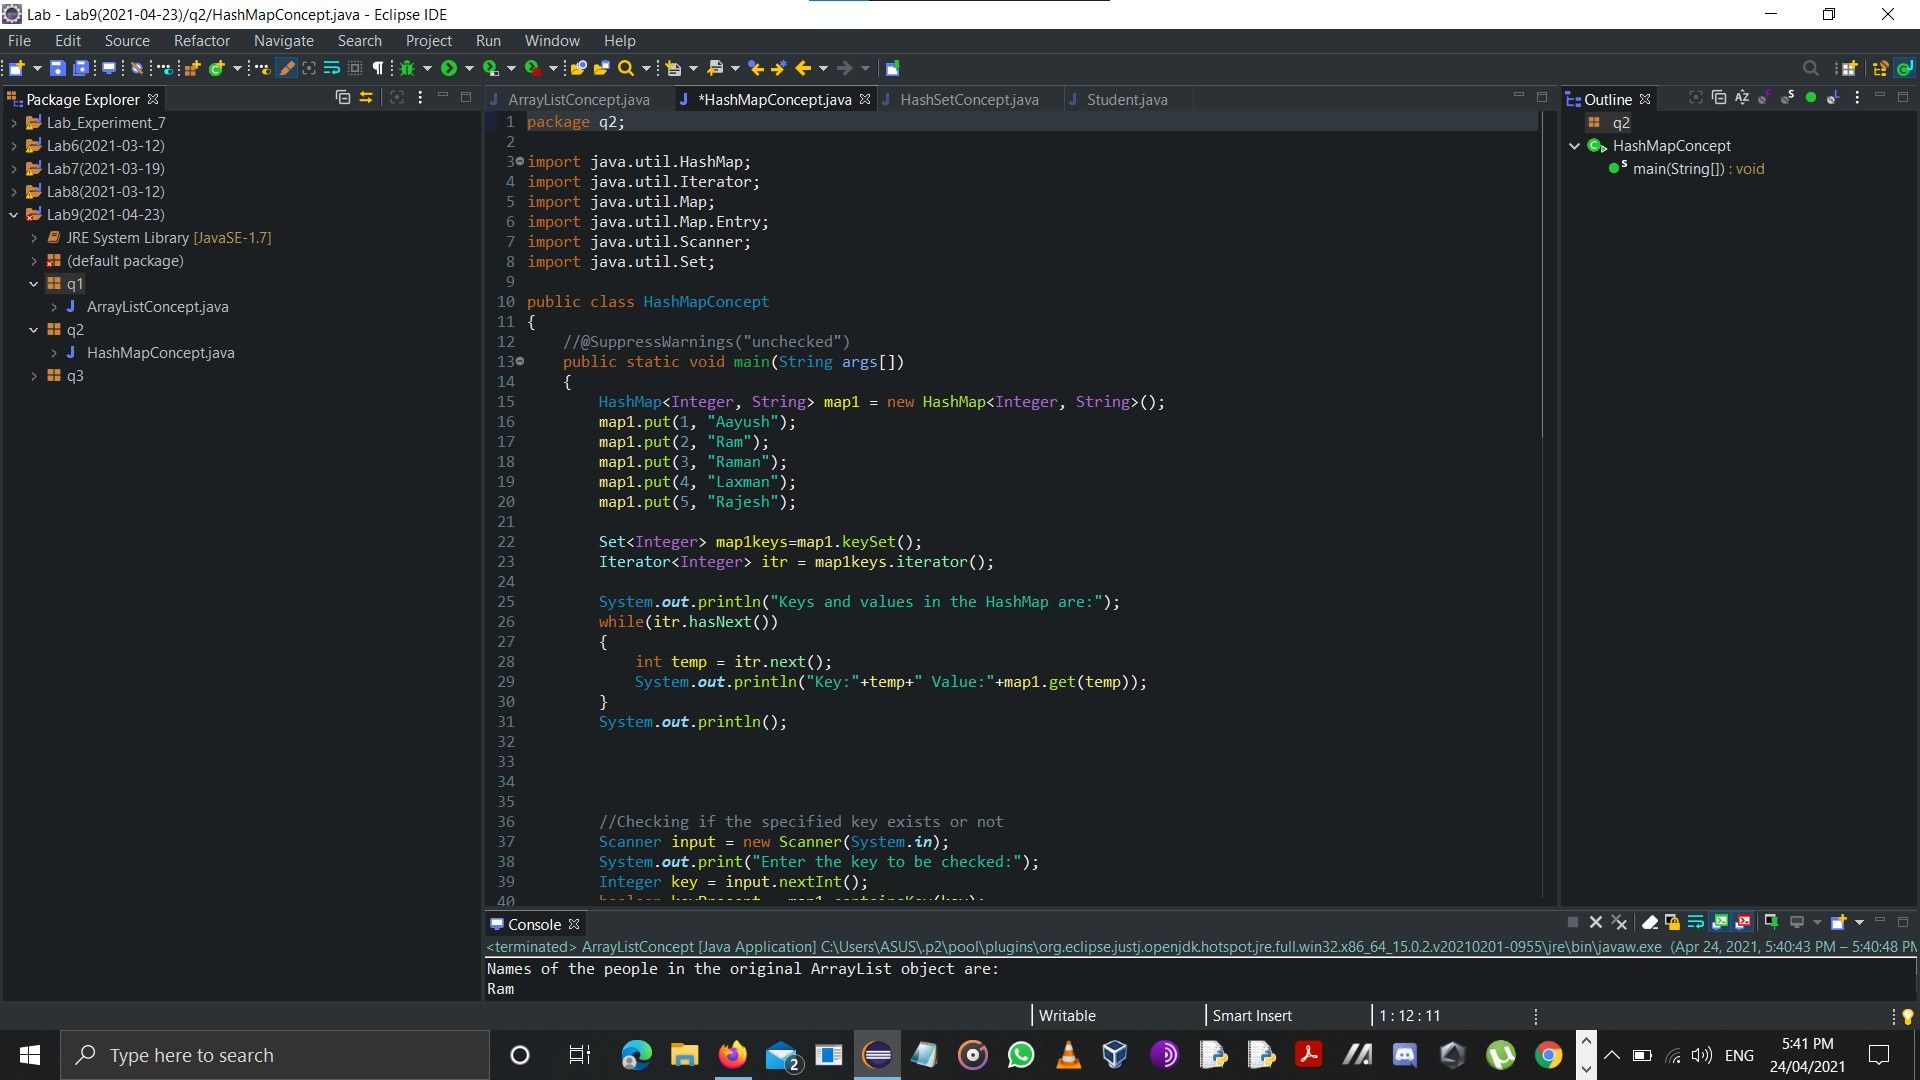 Lab - Lab9(2021-04-23)/q2/HashMapConcept.java - Eclipse IDE
File Edit Source Refactor Navigate Search Project Run Window Help
Package Explorer
Lab_Experiment_7
Lab6(2021-03-12)
Lab7(2021-03-19)
Lab8(2021-03-12)
Lab9(2021-04-23)
JRE System Library [JavaSE-1.7]
(default package)
q1
ArrayListConcept.java
q2
HashMapConcept.java
q3
ArrayListConcept.java *HashMapConcept.java HashSetConcept.java Student.java
1 package q2;
2
3 import java.util.HashMap;
4 import java.util.Iterator;
5 import java.util.Map;
6 import java.util.Map.Entry;
7 import java.util.Scanner;
8 import java.util.Set;
9
10 public class HashMapConcept
11 {
12 //@SuppressWarnings("unchecked")
13 public static void main(String args[])
14 {
15 HashMap<Integer, String> map1 = new HashMap<Integer, String>();
16 map1.put(1, "Aayush");
17 map1.put(2, "Ram");
18 map1.put(3, "Raman");
19 map1.put(4, "Laxman");
20 map1.put(5, "Rajesh");
21
22 Set<Integer> map1keys=map1.keySet();
23 Iterator<Integer> itr = map1keys.iterator();
24
25 System.out.println("Keys and values in the HashMap are:");
26 while(itr.hasNext())
27 {
28 int temp = itr.next();
29 System.out.println("Key:"+temp+" Value:"+map1.get(temp));
30 }
31 System.out.println();
32
33
34
35
36 //Checking if the specified key exists or not
37 Scanner input = new Scanner(System.in);
38 System.out.print("Enter the key to be checked:");
39 Integer key = input.nextInt();
40
Outline
q2
HashMapConcept
main(String[]) : void
Console
<terminated> ArrayListConcept [Java Application] C:\Users\ASUS\.p2\pool\plugins\org.eclipse.justj.openjdk.hotspot.jre.full.win32.x86_64_15.0.2.v20210201-0955\jre\bin\javaw.exe (Apr 24, 2021, 5:40:43 PM – 5:40:48 PM
Names of the people in the original ArrayList object are:
Ram
Writable Smart Insert 1 : 12 : 11
Type here to search
2
ENG
5:41 PM
24/04/2021